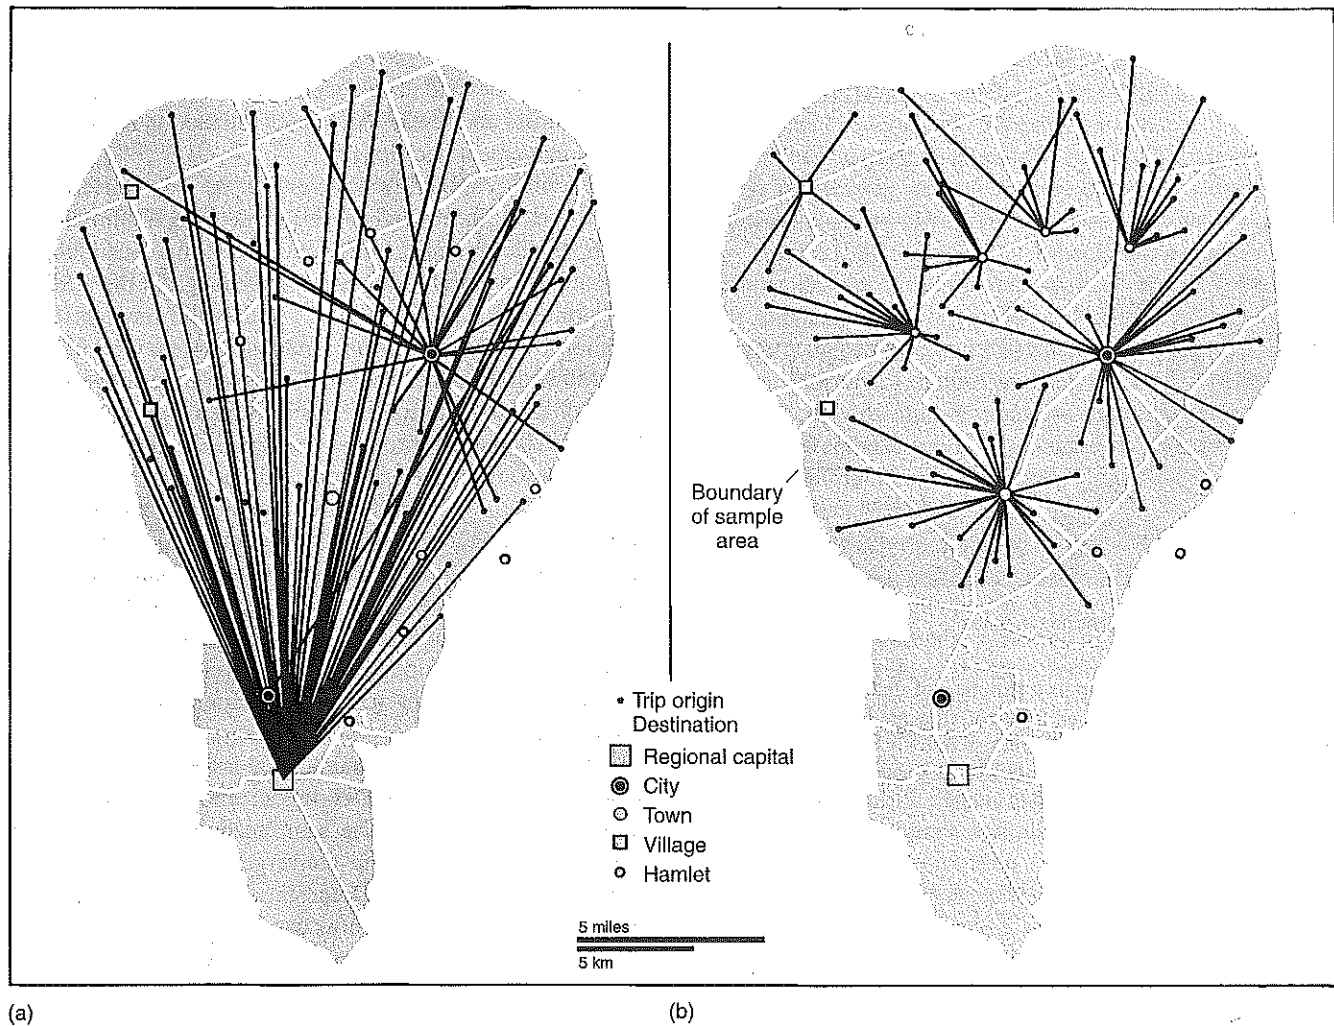 Boundary
of sample
area
Trip origin
Destination
Regional capital
City
Town
Village
Hamlet
5 miles
5 km
(a)
(b)